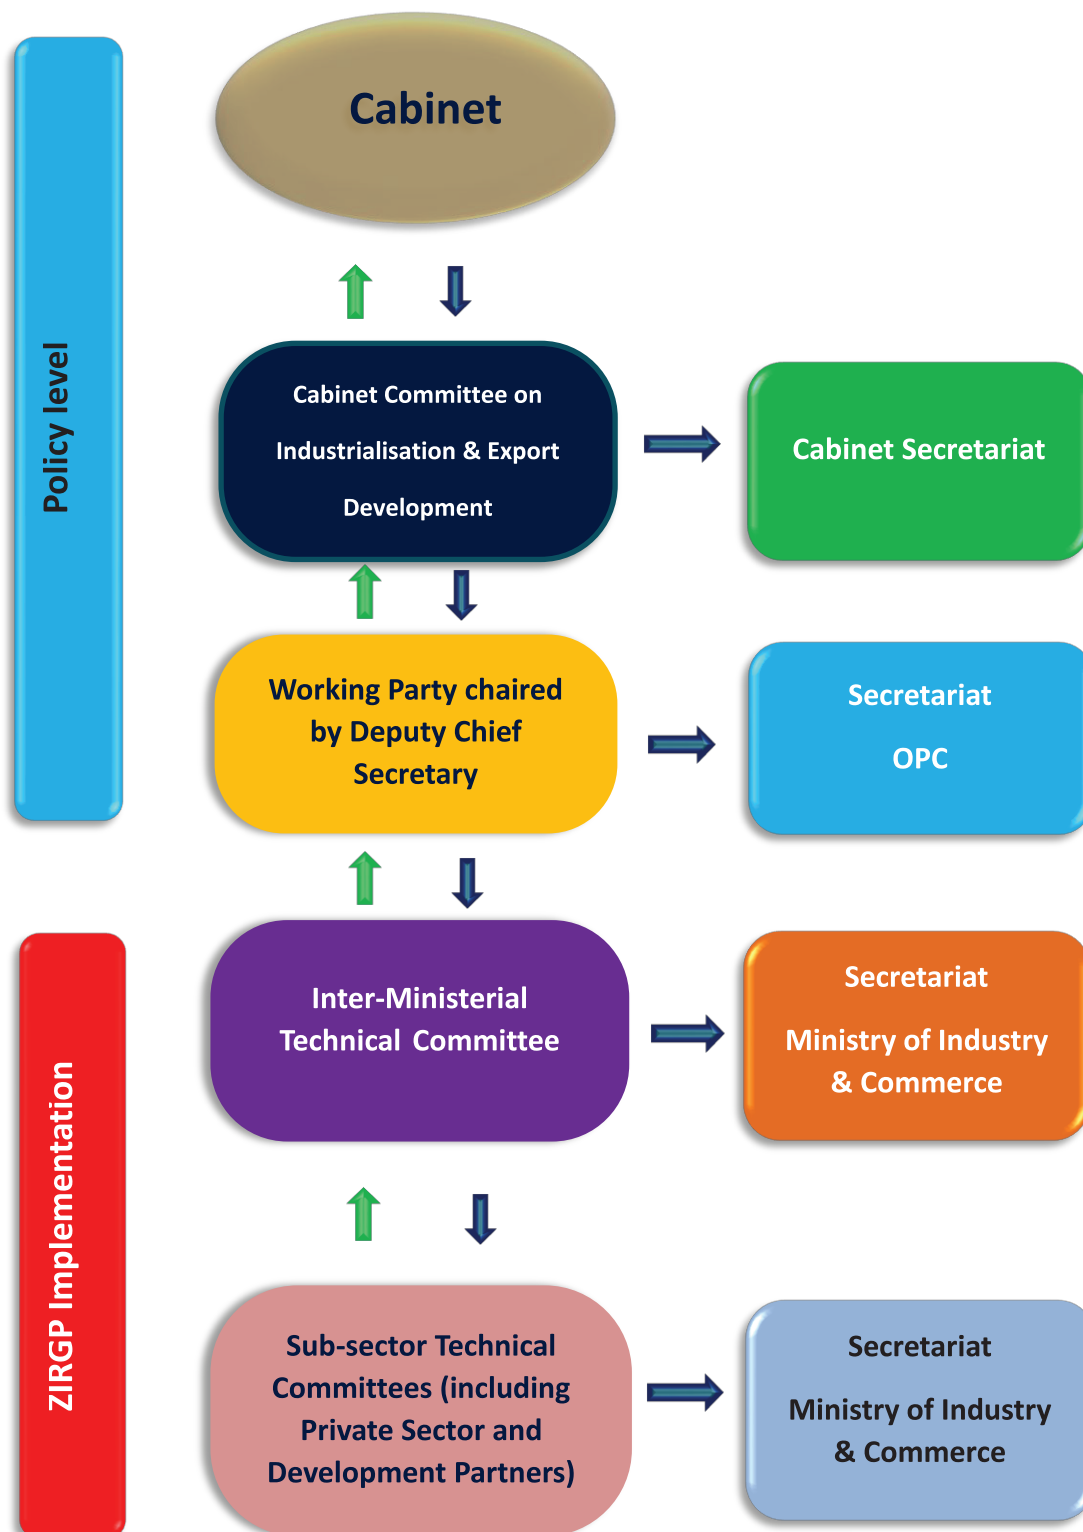 Cabinet
Policy level
Cabinet Committee on
Industrialisation & Export
Development
Cabinet Secretariat
Working Party chaired
by Deputy Chief
Secretary
Secretariat
OPC
ZIRGP Implementation
Inter-Ministerial
Technical Committee
Secretariat
Ministry of Industry
& Commerce
Sub-sector Technical
Committees (including
Private Sector and
Development Partners)
Secretariat
Ministry of Industry
& Commerce